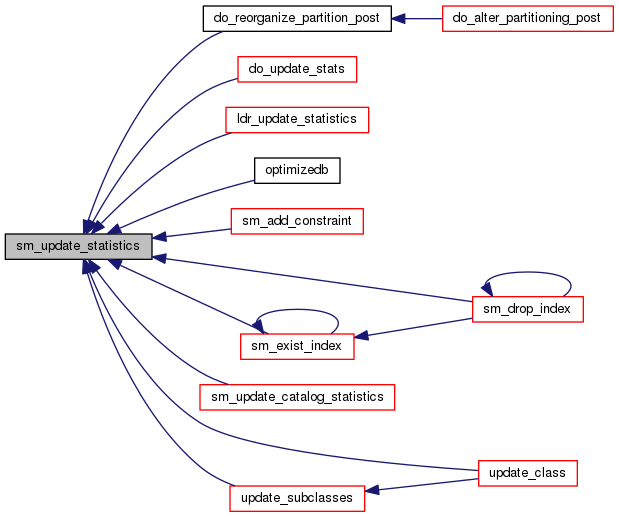 do_reorganize_partition_post
do_alter_partitioning_post
do_update_stats
ldr_update_statistics
optimizedb
sm_add_constraint
sm_update_statistics
sm_drop_index
sm_exist_index
sm_update_catalog_statistics
update_class
update_subclasses